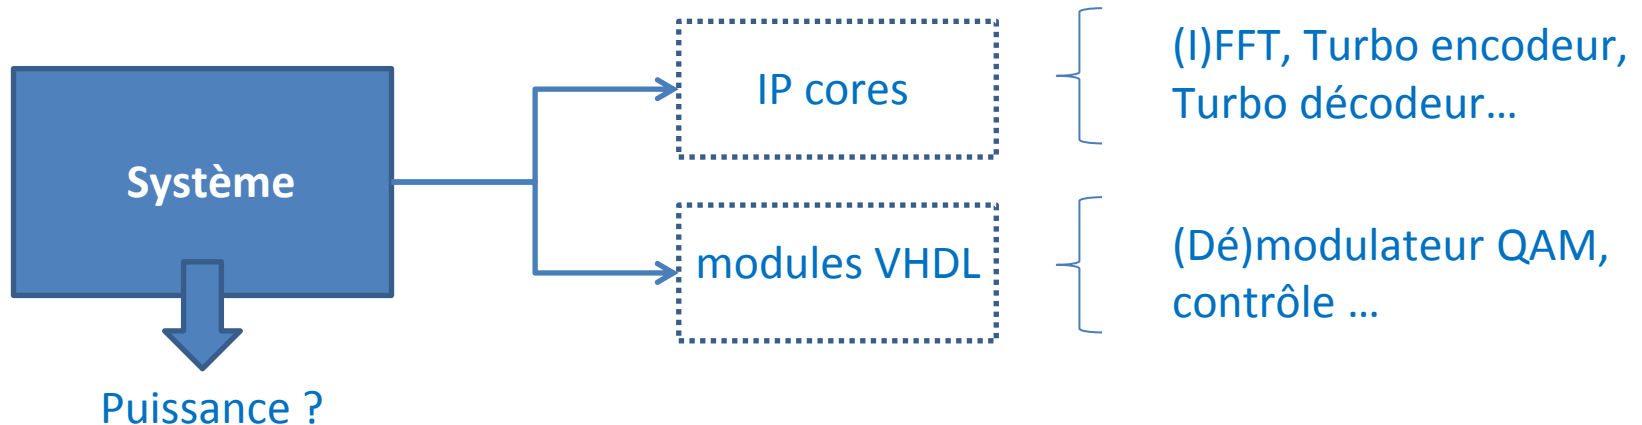 Système
Puissance ?
IP cores
(I)FFT, Turbo encodeur,
Turbo décodeur...
modules VHDL
(Dé)modulateur QAM,
contrôle ...